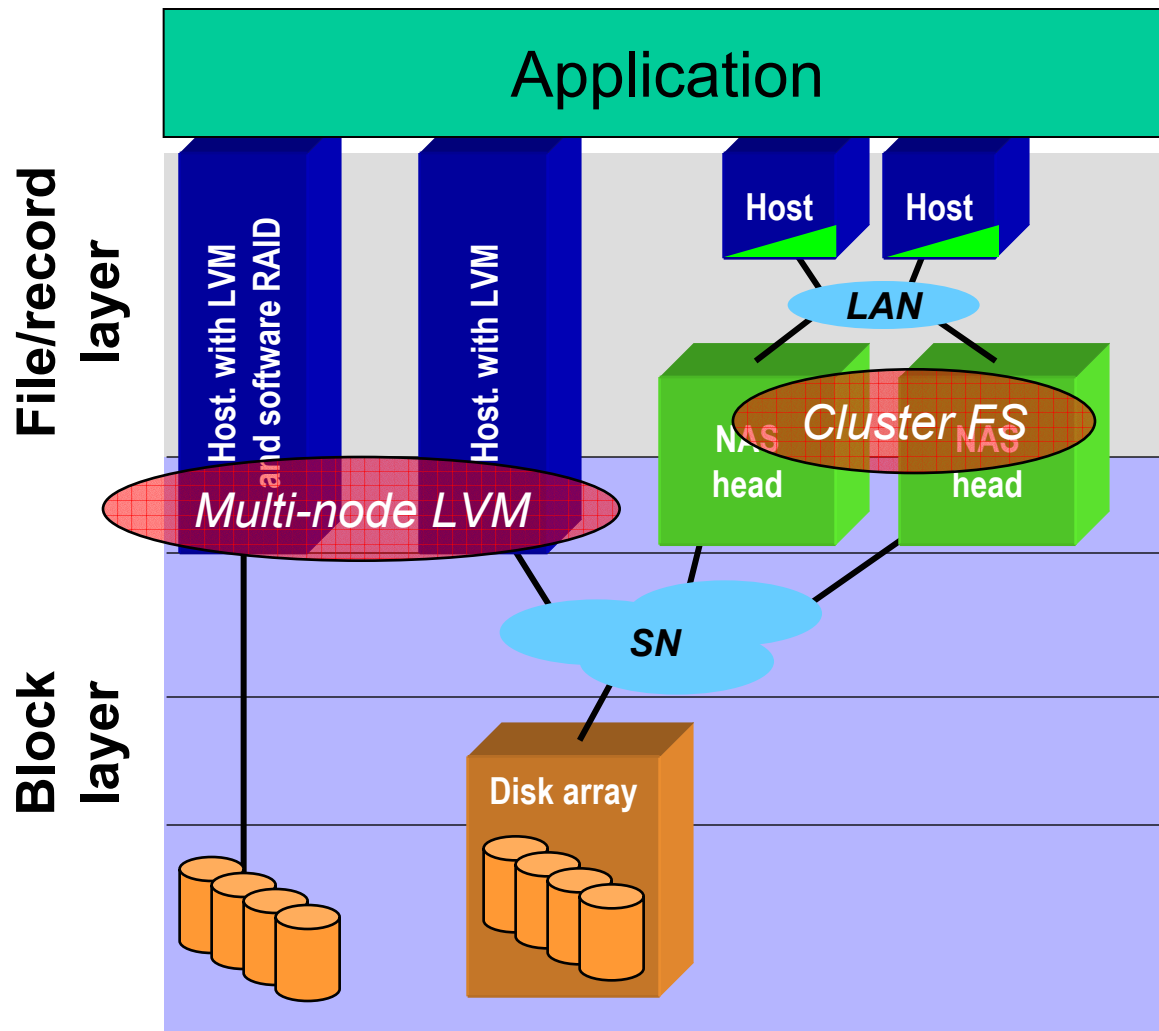 Application
File/record
layer
Host. with LVM
and software RAID
Host. with LVM
Host
Host
LAN
NAS
head
NAS
head
Cluster FS
Multi-node LVM
SN
Block
layer
Disk array